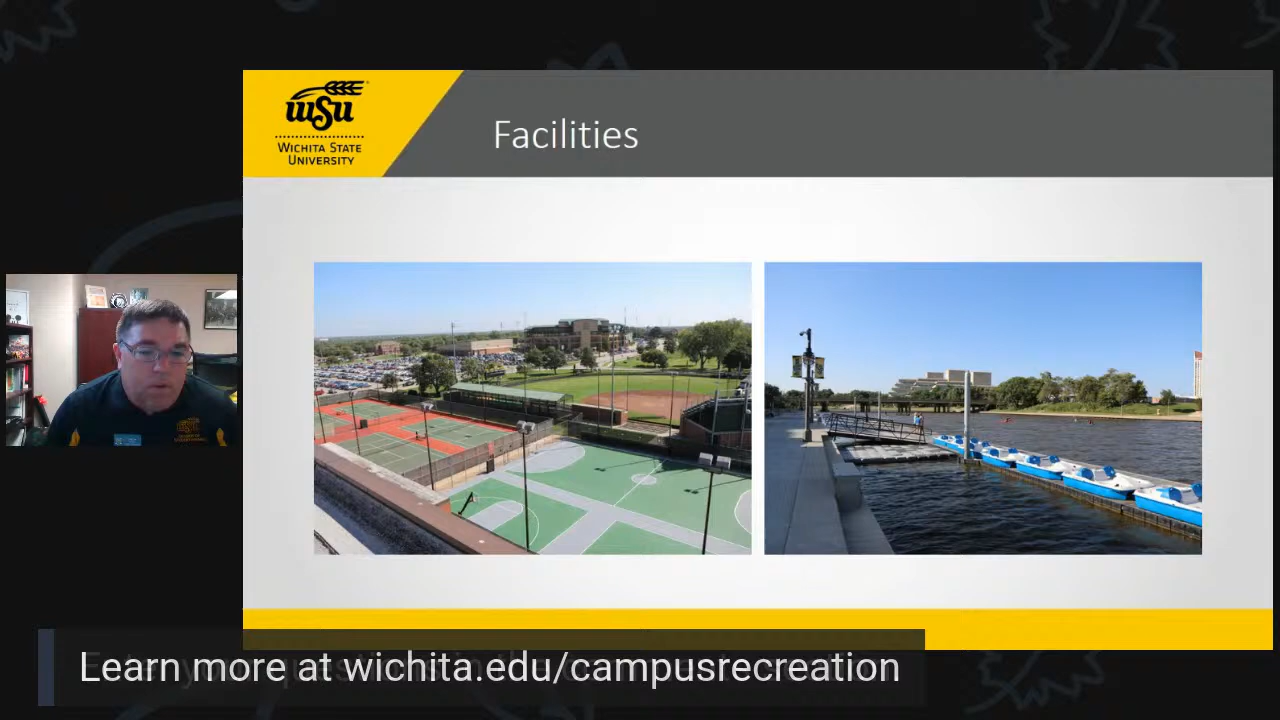 wsu
WICHITA STATE
UNIVERSITY
Facilities
Learn more at wichita.edu/campusrecreation